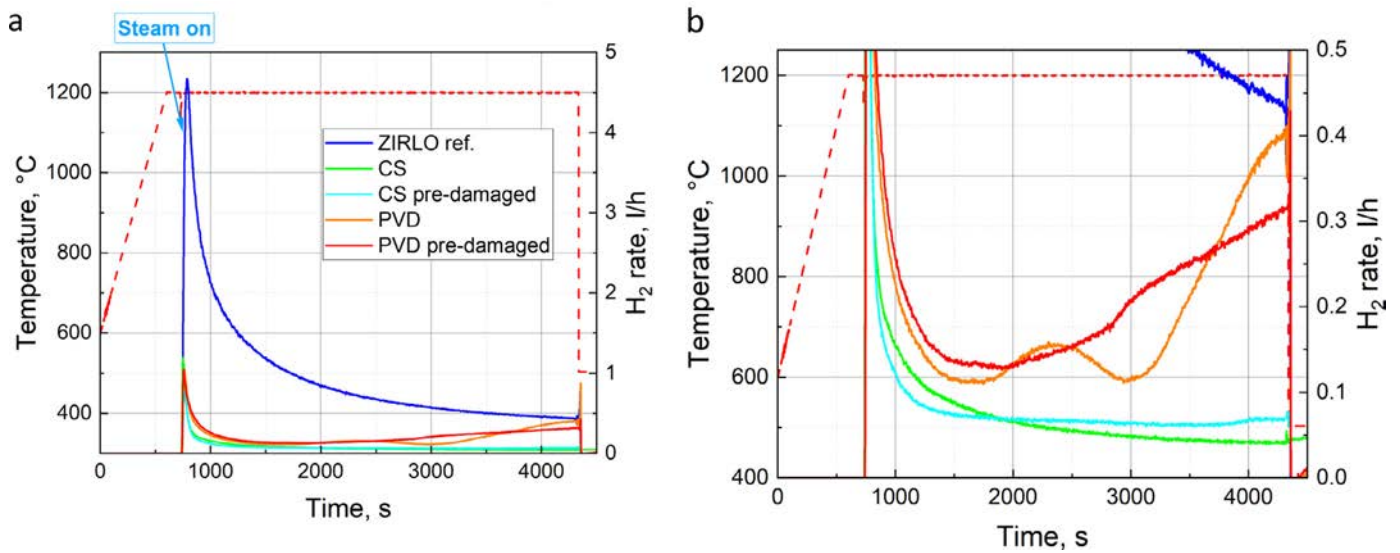 a
Steam on
1200
1000
800
600
400
Temperature, °C
0
1000
2000
3000
4000
Time, s
5
4
3
2
1
0
H₂ rate, l/h
ZIRLO ref.
CS
CS pre-damaged
PVD
PVD pre-damaged
b
1200
1000
800
600
400
Temperature, °C
0
1000
2000
3000
4000
Time, s
0.5
0.4
0.3
0.2
0.1
0.0
H₂ rate, l/h